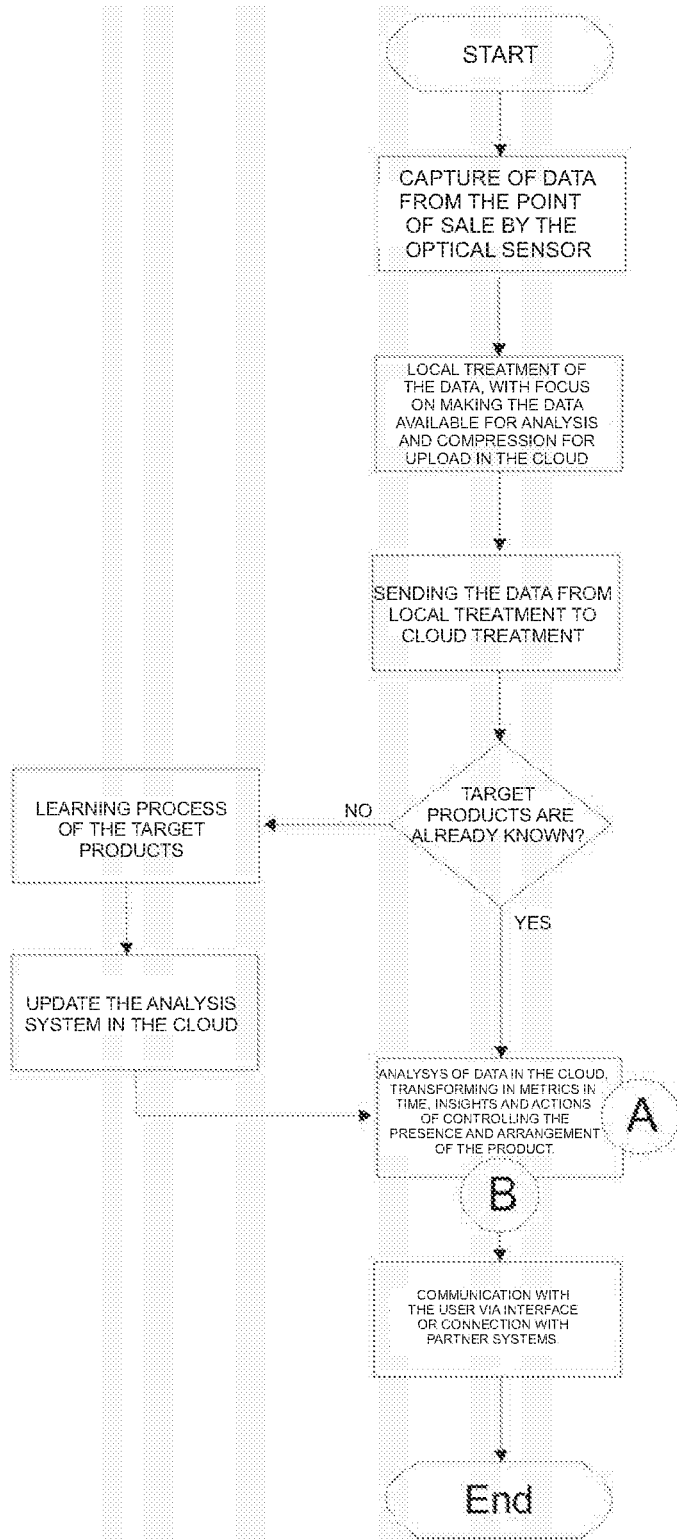 START
CAPTURE OF DATA
FROM THE POINT
OF SALE BY THE
OPTICAL SENSOR
LOCAL TREATMENT OF
THE DATA, WITH FOCUS
ON MAKING THE DATA
AVAILABLE FOR ANALYSIS
AND COMPRESSION FOR
UPLOAD IN THE CLOUD
SENDING THE DATA FROM
LOCAL TREATMENT TO
CLOUD TREATMENT
TARGET
PRODUCTS ARE
ALREADY KNOWN?
NO
LEARNING PROCESS
OF THE TARGET
PRODUCTS
YES
UPDATE THE ANALYSIS
SYSTEM IN THE CLOUD
ANALYSYS OF DATA IN THE CLOUD,
TRANSFORMING IN METRICS IN
TIME, INSIGHTS AND ACTIONS
OF CONTROLLING THE
PRESENCE AND ARRANGEMENT
OF THE PRODUCT.
A
B
COMMUNICATION WITH
THE USER VIA INTERFACE
OR CONNECTION WITH
PARTNER SYSTEMS
End